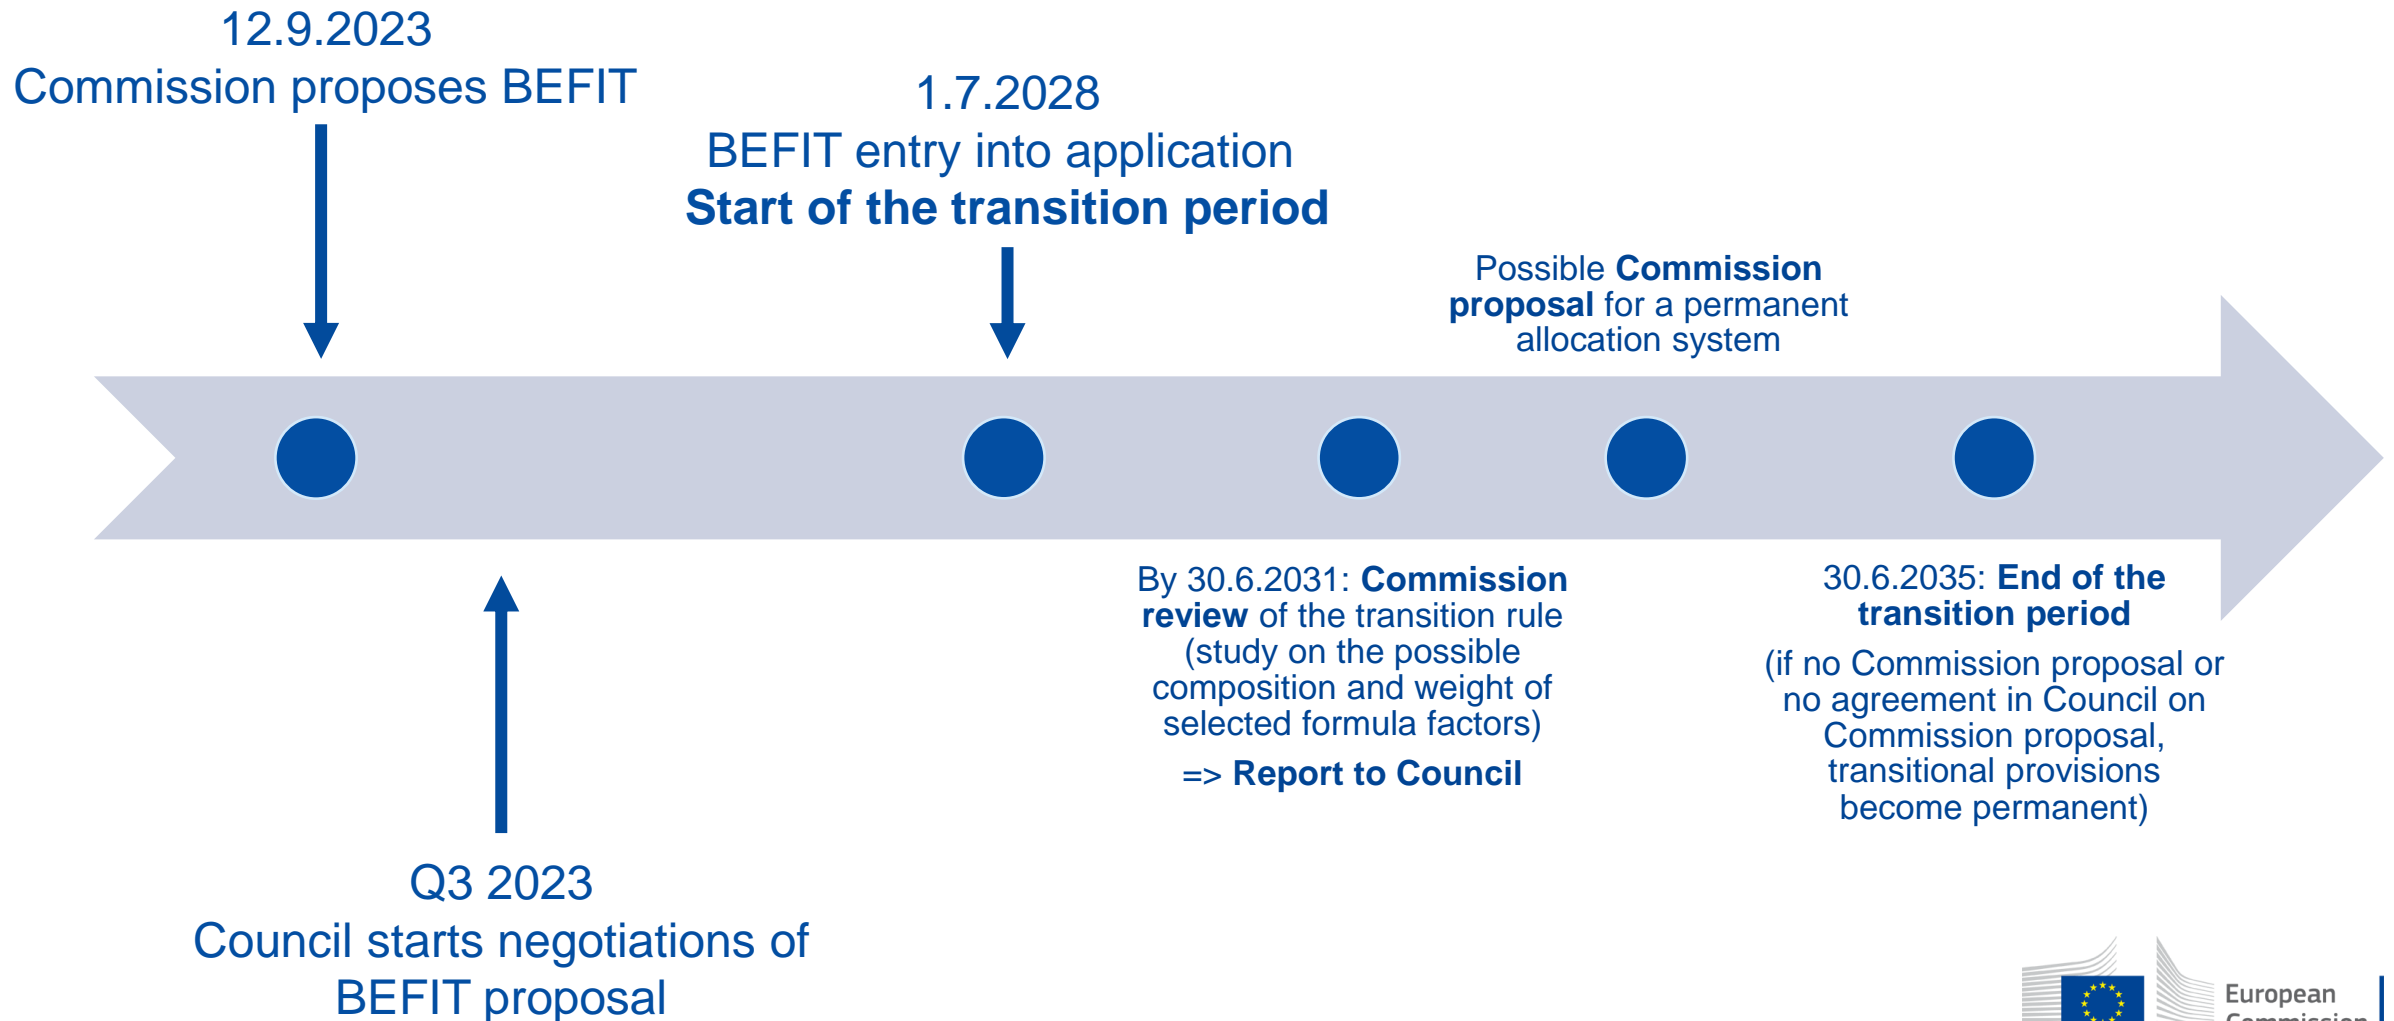 12.9.2023
Commission proposes BEFIT
1.7.2028
BEFIT entry into application
Start of the transition period
Possible Commission
proposal for a permanent
allocation system
By 30.6.2031: Commission
review of the transition rule
(study on the possible
composition and weight of
selected formula factors)
=> Report to Council
30.6.2035: End of the
transition period
(if no Commission proposal or
no agreement in Council on
Commission proposal,
transitional provisions
become permanent)
Q3 2023
Council starts negotiations of
BEFIT proposal
European
Commission